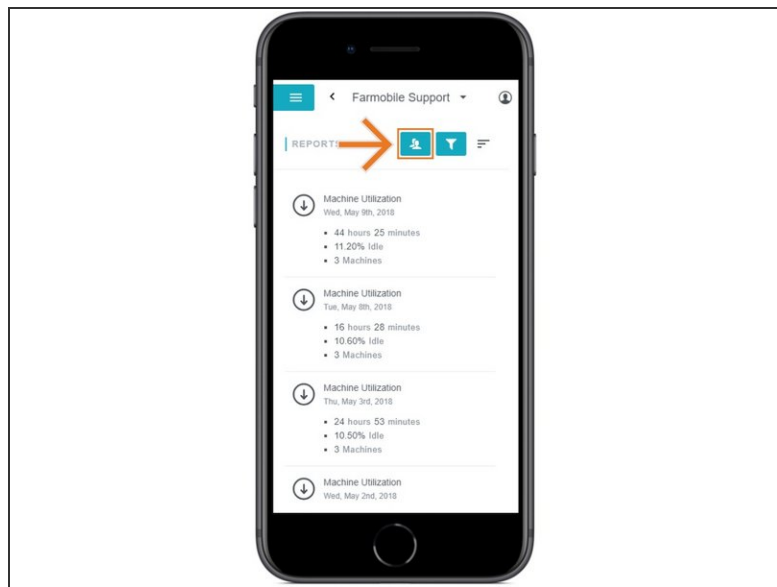 Farmobile Support
REPORTS
Machine Utilization
Wed, May 9th, 2018
44 hours 25 minutes
11.20% Idle
3 Machines
Machine Utilization
Tue, May 8th, 2018
16 hours 28 minutes
10.60% Idle
3 Machines
Machine Utilization
Thu, May 3rd, 2018
24 hours 53 minutes
10.50% Idle
3 Machines
Machine Utilization
Wed, May 2nd, 2018